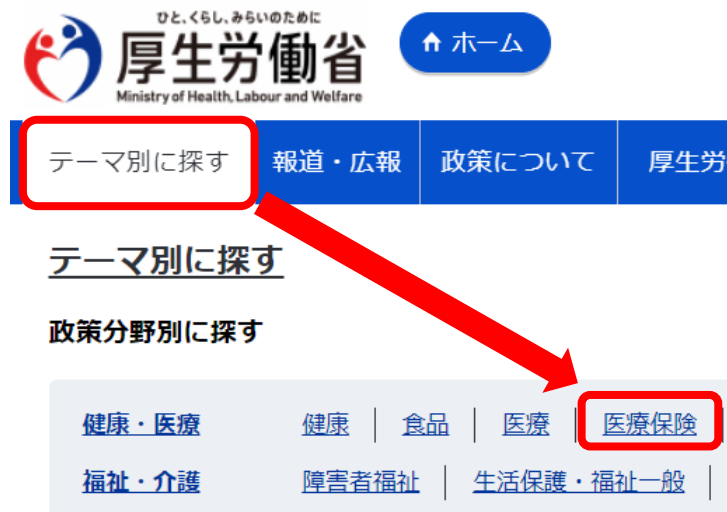 ひと、くらし、みらいのために
厚生労働省
Ministry of Health, Labour and Welfare
ホーム
テーマ別に探す 報道・広報 政策について 厚生労
テーマ別に探す
政策分野別に探す
健康・医療 健康 食品 医療 医療保険
福祉・介護 障害者福祉 生活保護・福祉一般